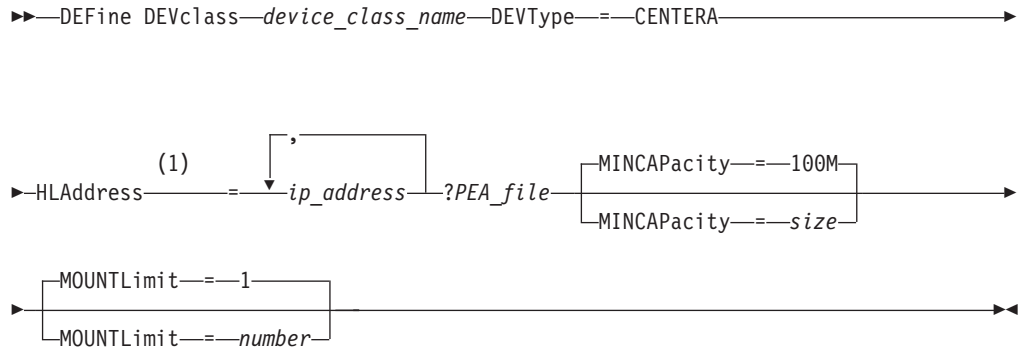 DEFine DEVclass device_class_name DEVType = CENTERA
,
(1)
MINCAPacity = 100M
HLAddress = ip_address ?PEA_file
MINCAPacity = size
MOUNTLimit = 1
MOUNTLimit = number